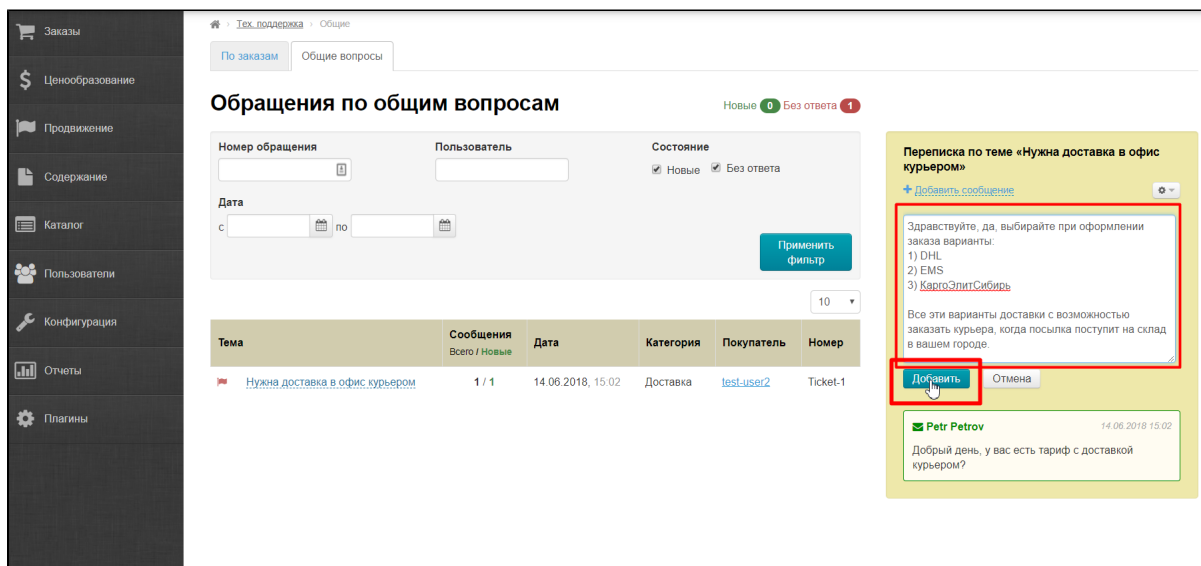 Заказы
Ценообразование
Продвижение
Содержание
Каталог
Пользователи
Конфигурация
Отчеты
Плагины
Тех. поддержка › Общие
По заказам Общие вопросы
Обращения по общим вопросам
Новые 0 Без ответа 1
Номер обращения Пользователь Состояние
Новые Без ответа
Дата
с по
Применить
фильтр
10
Тема Сообщения Дата Категория Покупатель Номер
Всего / Новые
Нужна доставка в офис курьером 1 / 1 14.06.2018, 15:02 Доставка test-user2 Ticket-1
Переписка по теме «Нужна доставка в офис
курьером»
Добавить сообщение
Здравствуйте, да, выбирайте при оформлении
заказа варианты:
1) DHL
2) EMS
3) КаргоЭлитСибирь
Все эти варианты доставки с возможностью
заказать курьера, когда посылка поступит на склад
в вашем городе.
Добавить Отмена
Petr Petrov 14.06.2018 15:02
Добрый день, у вас есть тариф с доставкой
курьером?